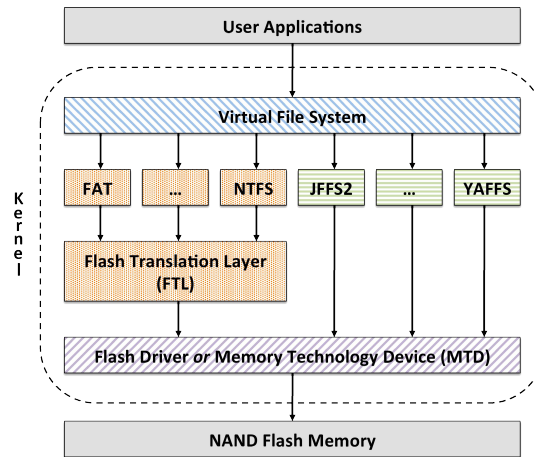 User Applications
Virtual File System
FAT
...
NTFS
JFFS2
...
YAFFS
Kernel
Flash Translation Layer
(FTL)
Flash Driver or Memory Technology Device (MTD)
NAND Flash Memory